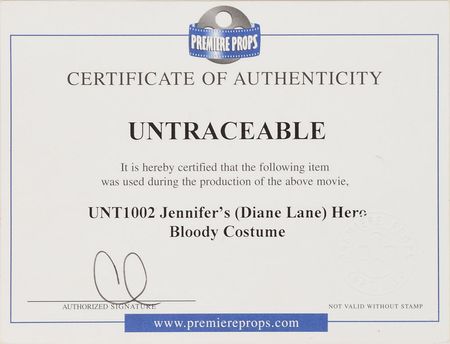 PREMIERE PROPS
CERTIFICATE OF AUTHENTICITY
UNTRACEABLE
It is hereby certified that the following item
was used during the production of the above movie,
UNT1002 Jennifer's (Diane Lane) Hero
Bloody Costume
AUTHORIZED SIGNATURE
NOT VALID WITHOUT STAMP
www.premiereprops.com